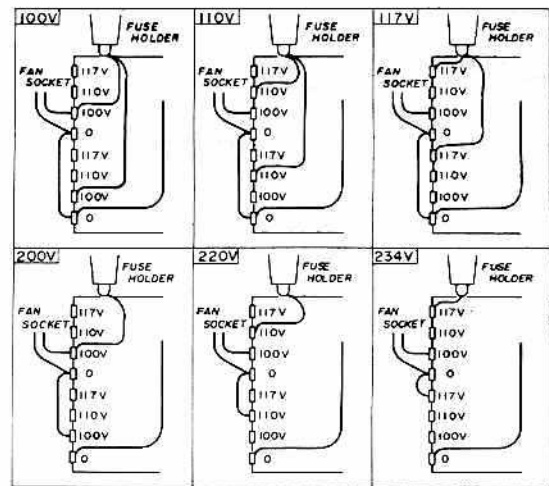 100V
FUSE
HOLDER
FAN
SOCKET
117V
110V
100V
0
117V
110V
100V
0
110V
FUSE
HOLDER
FAN
SOCKET
117V
110V
100V
0
117V
110V
100V
0
117V
FUSE
HOLDER
FAN
SOCKET
117V
110V
100V
0
117V
110V
100V
0
200V
FUSE
HOLDER
FAN
SOCKET
117V
110V
100V
0
117V
110V
100V
0
220V
FUSE
HOLDER
FAN
SOCKET
117V
110V
100V
0
117V
110V
100V
0
234V
FUSE
HOLDER
FAN
SOCKET
117V
110V
100V
0
117V
110V
100V
0